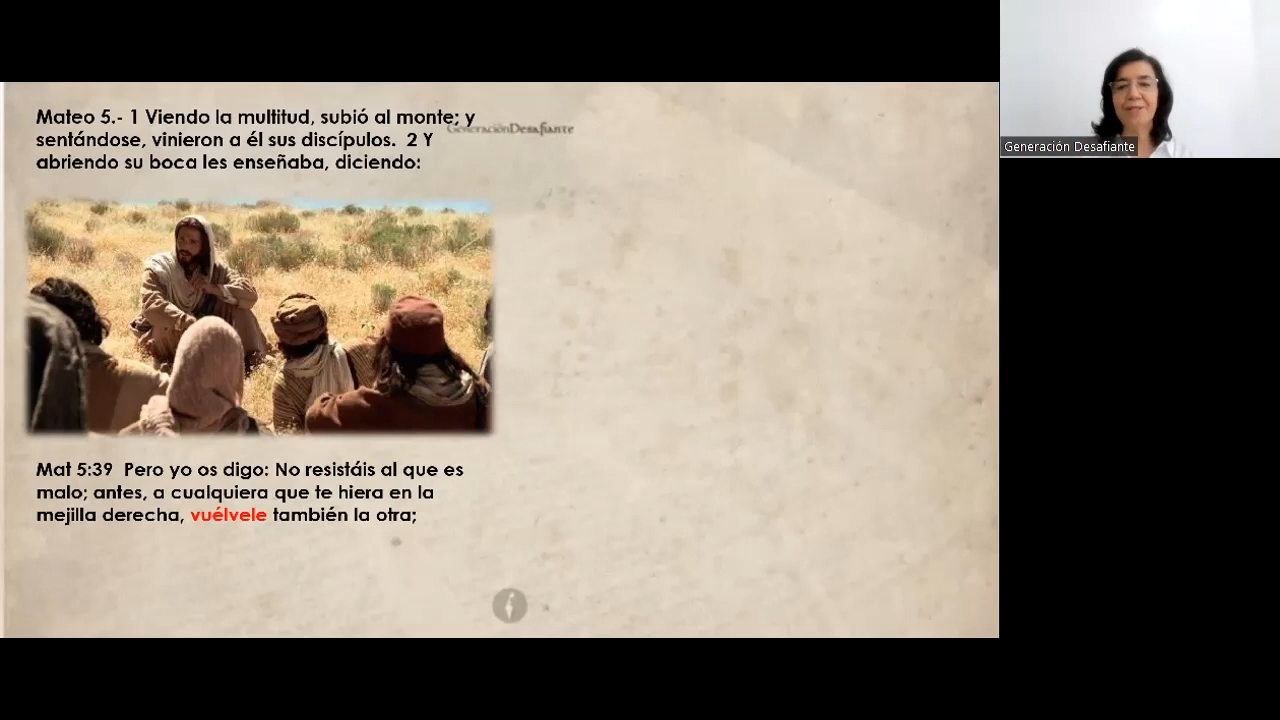 Mateo 5.- 1 Viendo la multitud, subió al monte; y
GeneraciónDesafiante
sentándose, vinieron a él sus discípulos.  2 Y
abriendo su boca les enseñaba, diciendo:
Generación Desafiante
Mat 5:39  Pero yo os digo: No resistáis al que es
malo; antes, a cualquiera que te hiera en la
mejilla derecha, vuélvele también la otra;